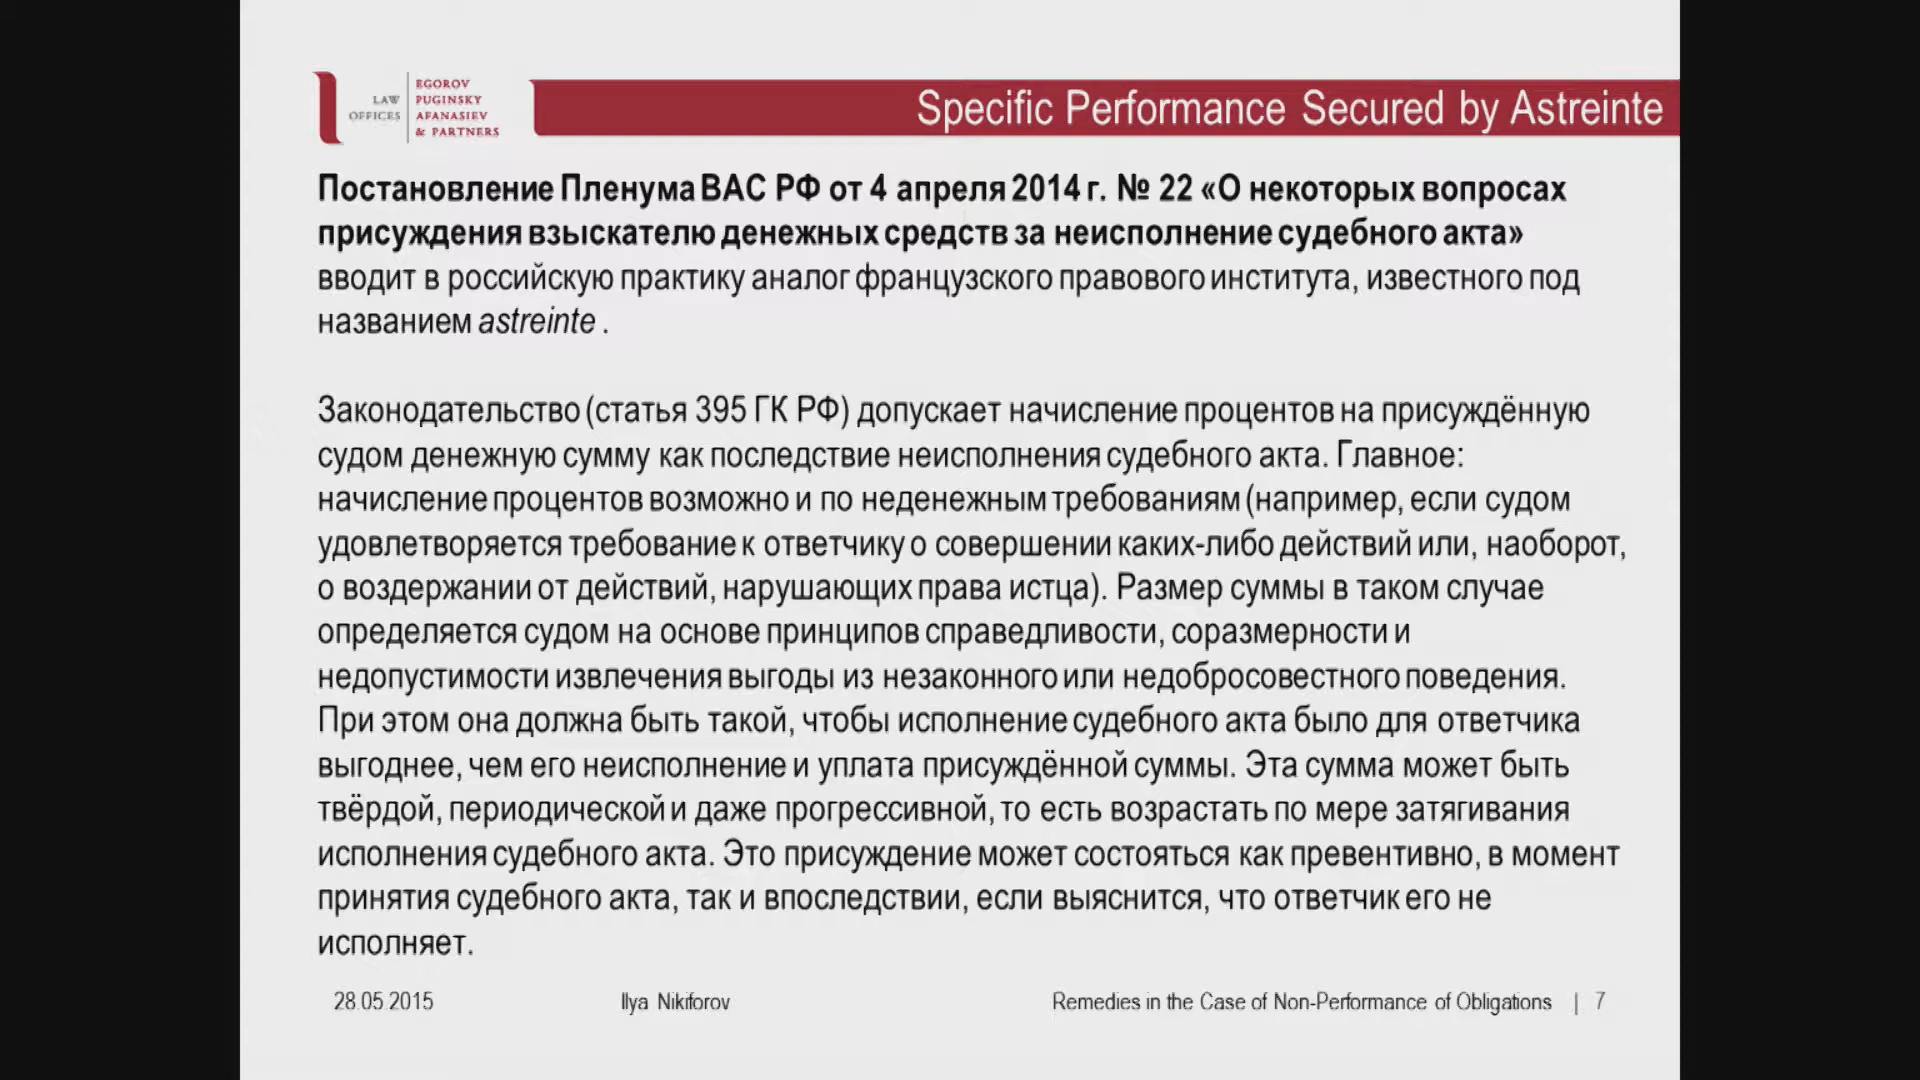 LAW OFFICES
EGOROV
PUGINSKY
AFANASIEV
& PARTNERS
Specific Performance Secured by Astreinte
Постановление Пленума ВАС РФ от 4 апреля 2014 г. № 22 «О некоторых вопросах
присуждения взыскателю денежных средств за неисполнение судебного акта»
вводит в российскую практику аналог французского правового института, известного под
названием astreinte .
Законодательство (статья 395 ГК РФ) допускает начисление процентов на присуждённую
судом денежную сумму как последствие неисполнения судебного акта. Главное:
начисление процентов возможно и по неденежным требованиям (например, если судом
удовлетворяется требование к ответчику о совершении каких-либо действий или, наоборот,
о воздержании от действий, нарушающих права истца). Размер суммы в таком случае
определяется судом на основе принципов справедливости, соразмерности и
недопустимости извлечения выгоды из незаконного или недобросовестного поведения.
При этом она должна быть такой, чтобы исполнение судебного акта было для ответчика
выгоднее, чем его неисполнение и уплата присуждённой суммы. Эта сумма может быть
твёрдой, периодической и даже прогрессивной, то есть возрастать по мере затягивания
исполнения судебного акта. Это присуждение может состояться как превентивно, в момент
принятия судебного акта, так и впоследствии, если выяснится, что ответчик его не
исполняет.
28.05.2015 Ilya Nikiforov Remedies in the Case of Non-Performance of Obligations | 7